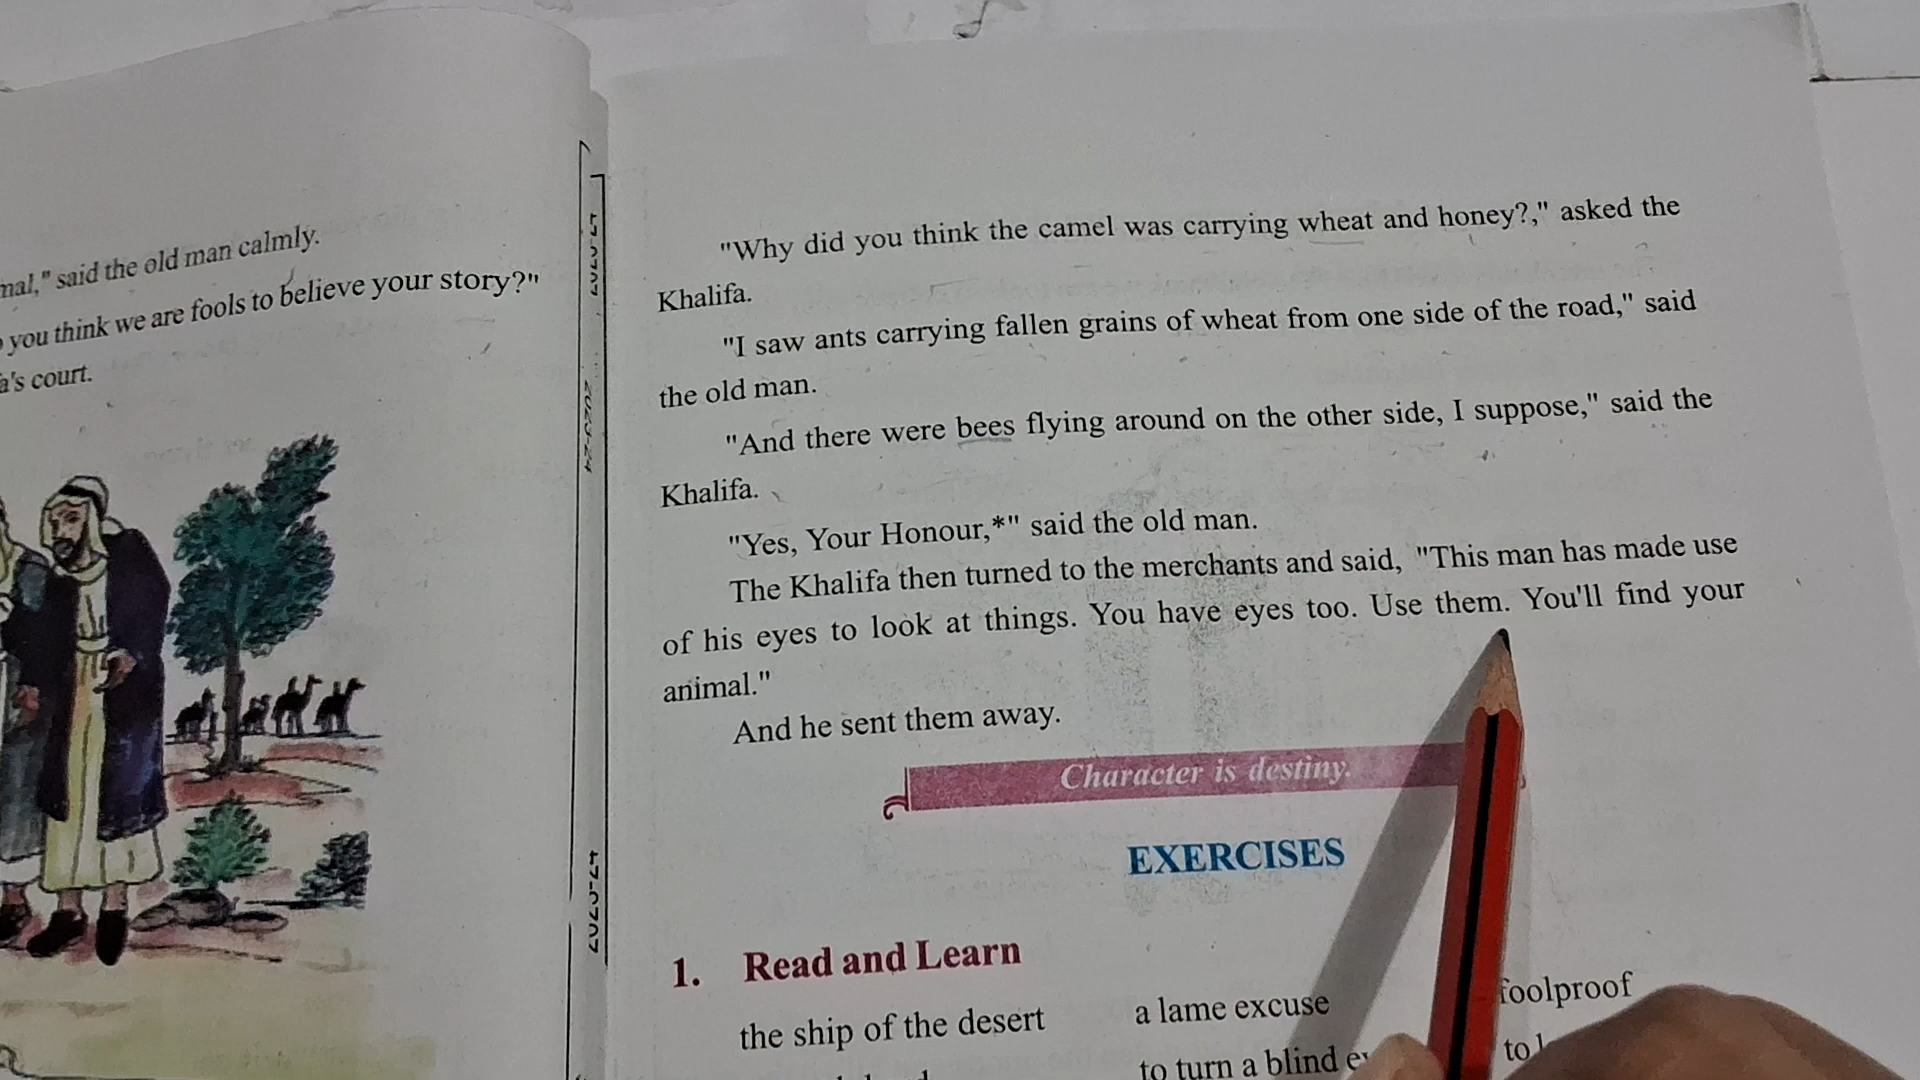 mal," said the old man calmly.
you think we are fools to believe your story?"
a's court.
"Why did you think the camel was carrying wheat and honey?," asked the
Khalifa.
"I saw ants carrying fallen grains of wheat from one side of the road," said
the old man.
"And there were bees flying around on the other side, I suppose," said the
Khalifa.
"Yes, Your Honour,*" said the old man.
The Khalifa then turned to the merchants and said, "This man has made use
of his eyes to look at things. You have eyes too. Use them. You'll find your
animal."
And he sent them away.
Character is destiny.
EXERCISES
1. Read and Learn
the ship of the desert a lame excuse foolproof
to turn a blind to
2023-24